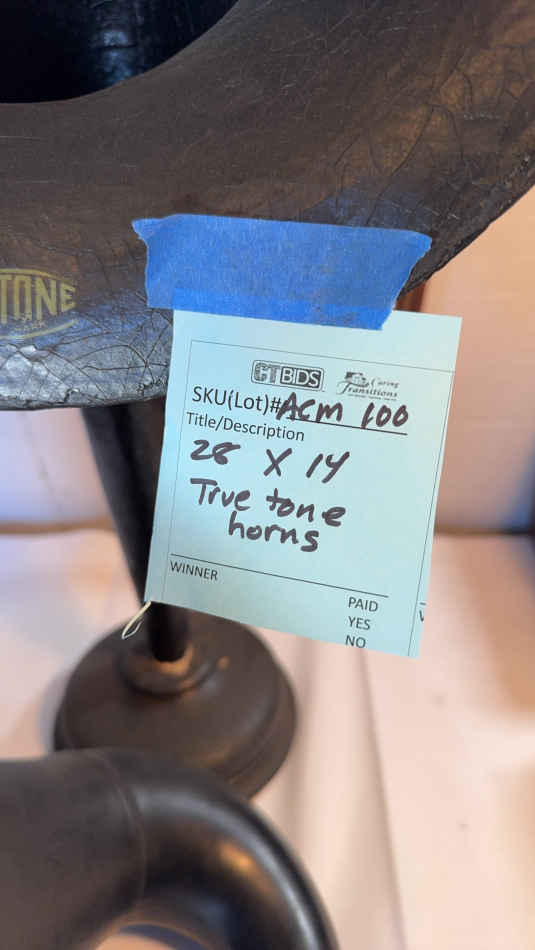 TONE
CTBIDS
Caring
Transitions
SKU(Lot)# ACM 100
Title/Description
28 X 14
True tone
horns
WINNER
PAID
YES
NO